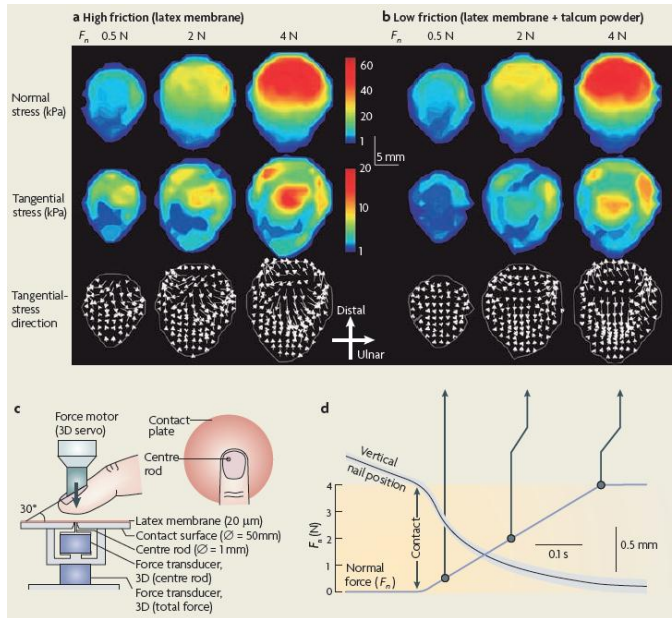 a High friction (latex membrane)
b Low friction (latex membrane + talcum powder)
Fn 0.5 N 2 N 4 N
Fn 0.5 N 2 N 4 N
Normal
stress (kPa)
60
40
20
1
5 mm
Tangential
stress (kPa)
20
10
1
Tangential-
stress
direction
Distal
Ulnar
c
Force motor
(3D servo)
Contact
plate
Centre
rod
30°
Latex membrane (20 μm)
Contact surface (Ø = 50mm)
Centre rod (Ø = 1mm)
Force transducer,
3D (centre rod)
Force transducer,
3D (total force)
d
Vertical
nail position
4
3
2
1
0
Fn (N)
Contact
Normal
force (Fn)
0.1 s
0.5 mm